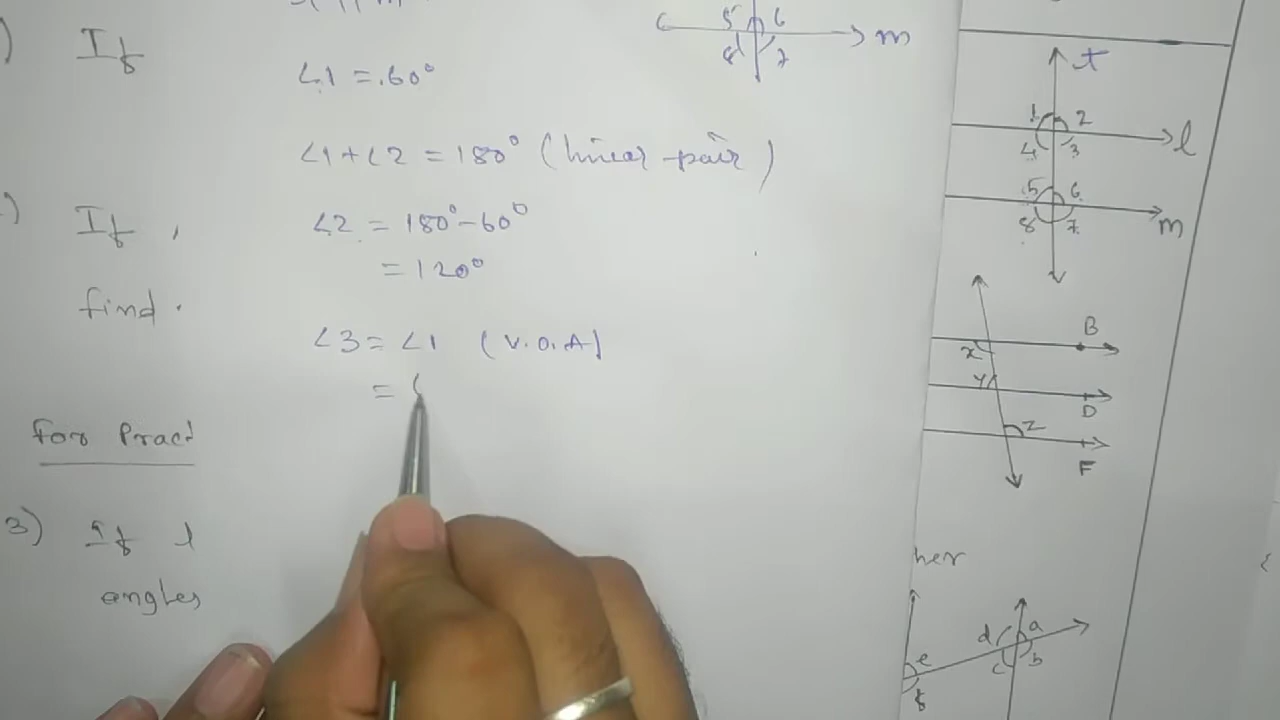 )
If
∠1 = 60°
∠1+∠2 = 180° (linear pair)
.)
If,
∠2 = 180°-60°
= 120°
find.
∠3 = ∠1 (V.O.A)
= (
For Pract
3) If l
angles
5 6
8 7
m
t
1 2
4 3
l
5 6
8 7
m
B
x
y
D
z
F
her
d a
e c b